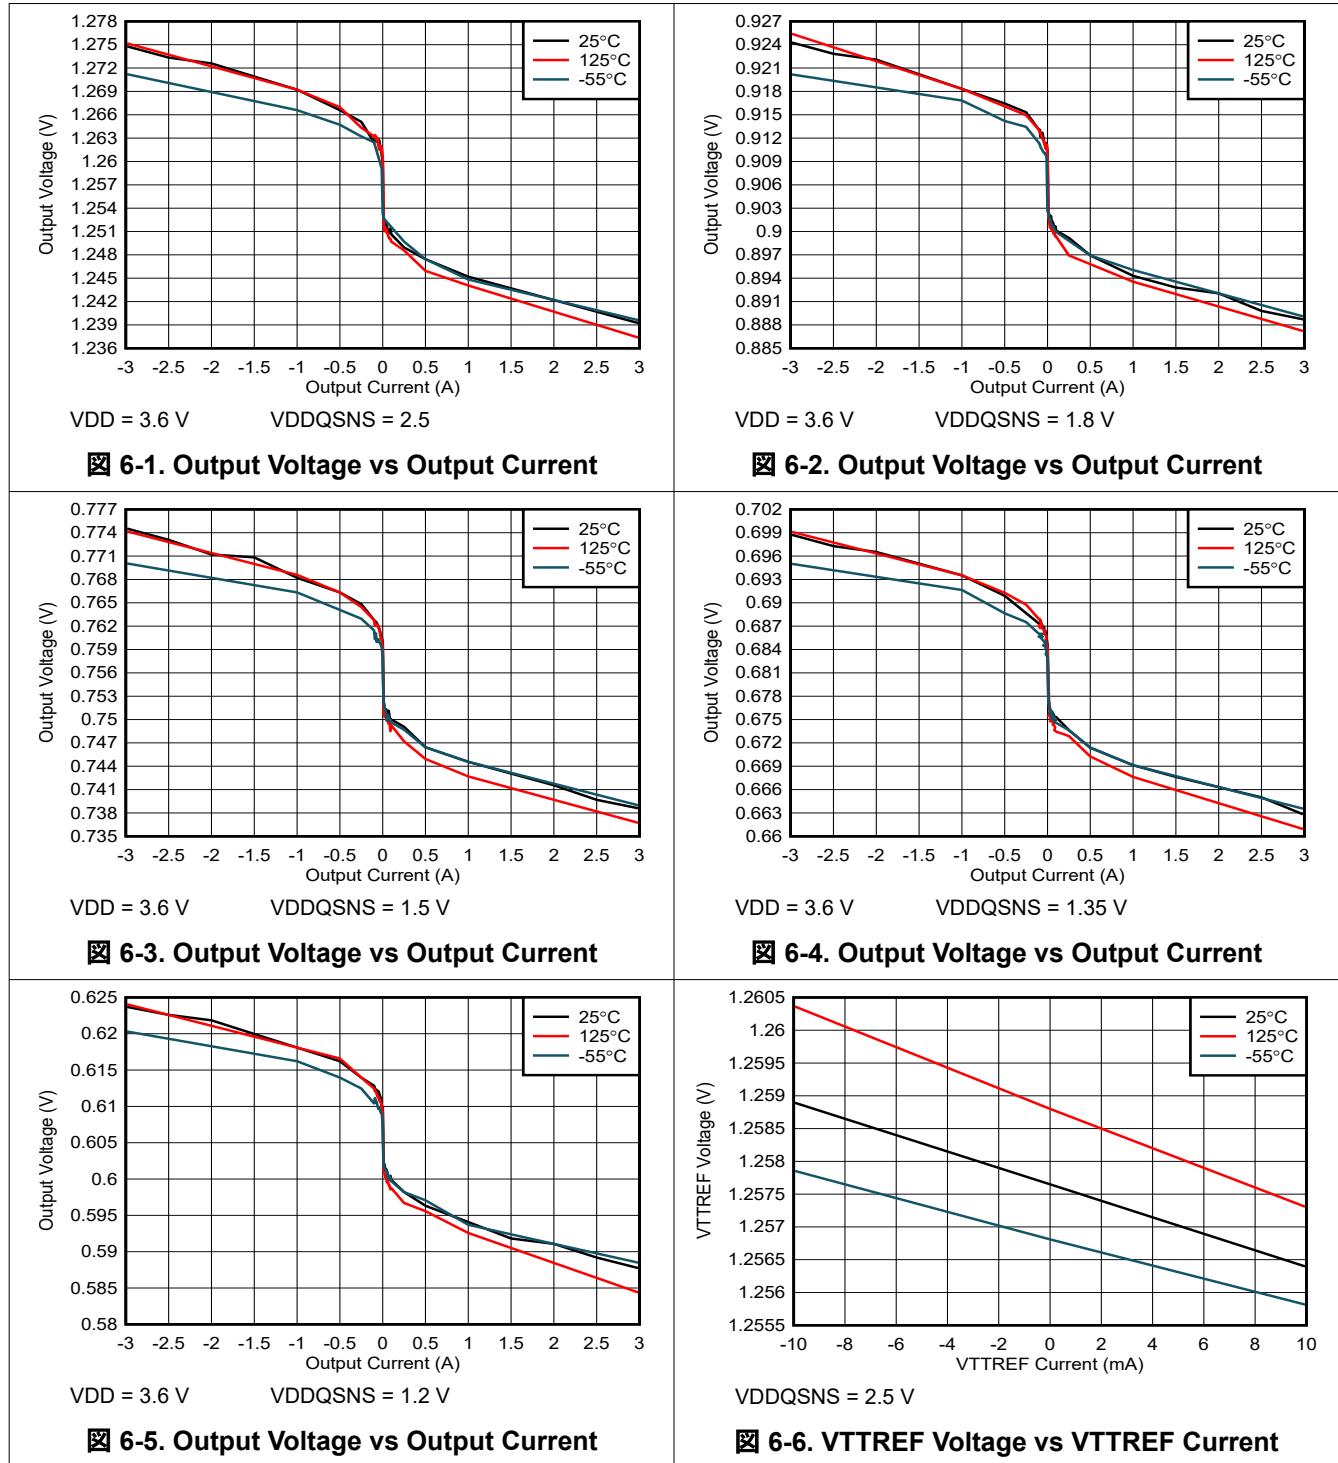 1.278
1.275
1.272
1.269
1.266
1.263
1.26
1.257
1.254
1.251
1.248
1.245
1.242
1.239
1.236
Output Voltage (V)
25°C
125°C
-55°C
-3 -2.5 -2 -1.5 -1 -0.5 0 0.5 1 1.5 2 2.5 3
Output Current (A)
VDD = 3.6 V VDDQSNS = 2.5
図 6-1. Output Voltage vs Output Current
0.927
0.924
0.921
0.918
0.915
0.912
0.909
0.906
0.903
0.9
0.897
0.894
0.891
0.888
0.885
Output Voltage (V)
25°C
125°C
-55°C
-3 -2.5 -2 -1.5 -1 -0.5 0 0.5 1 1.5 2 2.5 3
Output Current (A)
VDD = 3.6 V VDDQSNS = 1.8 V
図 6-2. Output Voltage vs Output Current
0.777
0.774
0.771
0.768
0.765
0.762
0.759
0.756
0.753
0.75
0.747
0.744
0.741
0.738
0.735
Output Voltage (V)
25°C
125°C
-55°C
-3 -2.5 -2 -1.5 -1 -0.5 0 0.5 1 1.5 2 2.5 3
Output Current (A)
VDD = 3.6 V VDDQSNS = 1.5 V
図 6-3. Output Voltage vs Output Current
0.702
0.699
0.696
0.693
0.69
0.687
0.684
0.681
0.678
0.675
0.672
0.669
0.666
0.663
0.66
Output Voltage (V)
25°C
125°C
-55°C
-3 -2.5 -2 -1.5 -1 -0.5 0 0.5 1 1.5 2 2.5 3
Output Current (A)
VDD = 3.6 V VDDQSNS = 1.35 V
図 6-4. Output Voltage vs Output Current
0.625
0.62
0.615
0.61
0.605
0.6
0.595
0.59
0.585
0.58
Output Voltage (V)
25°C
125°C
-55°C
-3 -2.5 -2 -1.5 -1 -0.5 0 0.5 1 1.5 2 2.5 3
Output Current (A)
VDD = 3.6 V VDDQSNS = 1.2 V
図 6-5. Output Voltage vs Output Current
1.2605
1.26
1.2595
1.259
1.2585
1.258
1.2575
1.257
1.2565
1.256
1.2555
VTTREF Voltage (V)
25°C
125°C
-55°C
-10 -8 -6 -4 -2 0 2 4 6 8 10
VTTREF Current (mA)
VDDQSNS = 2.5 V
図 6-6. VTTREF Voltage vs VTTREF Current